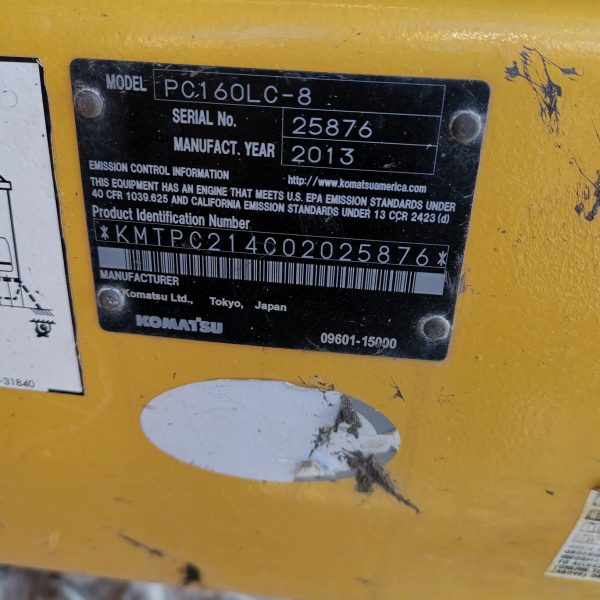 MODEL PC160LC-8
SERIAL No. 25876
MANUFACT. YEAR 2013
EMISSION CONTROL INFORMATION http://www.komatsuamerica.com
THIS EQUIPMENT HAS AN ENGINE THAT MEETS U.S. EPA EMISSION STANDARDS UNDER
40 CFR 1039.625 AND CALIFORNIA EMISSION STANDARDS UNDER 13 CCR 2423 (d)
Product Identification Number
*KMTPC214C02025876*
MANUFACTURER
Komatsu Ltd., Tokyo, Japan
KOMATSU 09601-15000
-31840